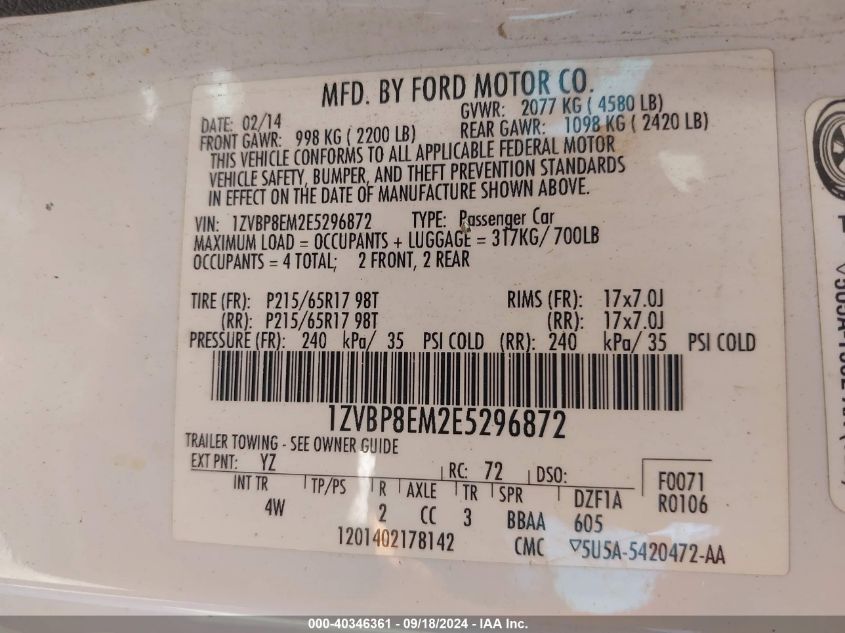 MFD. BY FORD MOTOR CO.
DATE: 02/14 GVWR: 2077 KG ( 4580 LB)
FRONT GAWR: 998 KG ( 2200 LB) REAR GAWR: 1098 KG ( 2420 LB)
THIS VEHICLE CONFORMS TO ALL APPLICABLE FEDERAL MOTOR
VEHICLE SAFETY, BUMPER, AND THEFT PREVENTION STANDARDS
IN EFFECT ON THE DATE OF MANUFACTURE SHOWN ABOVE.
VIN: 1ZVBP8EM2E5296872 TYPE: Passenger Car
MAXIMUM LOAD = OCCUPANTS + LUGGAGE = 317KG/ 700LB
OCCUPANTS = 4 TOTAL; 2 FRONT, 2 REAR
TIRE (FR): P215/65R17 98T RIMS (FR): 17x7.0J
(RR): P215/65R17 98T (RR): 17x7.0J
PRESSURE (FR): 240 kPa/ 35 PSI COLD (RR): 240 kPa/ 35 PSI COLD
1ZVBP8EM2E5296872
TRAILER TOWING - SEE OWNER GUIDE
EXT PNT: YZ RC: 72 DSO: F0071
INT TR TP/PS R AXLE TR SPR DZF1A R0106
4W 2 CC 3 BBAA 605
1201402178142 CMC ▽5U5A-5420472-AA
000-40346361 - 09/18/2024 - IAA Inc.